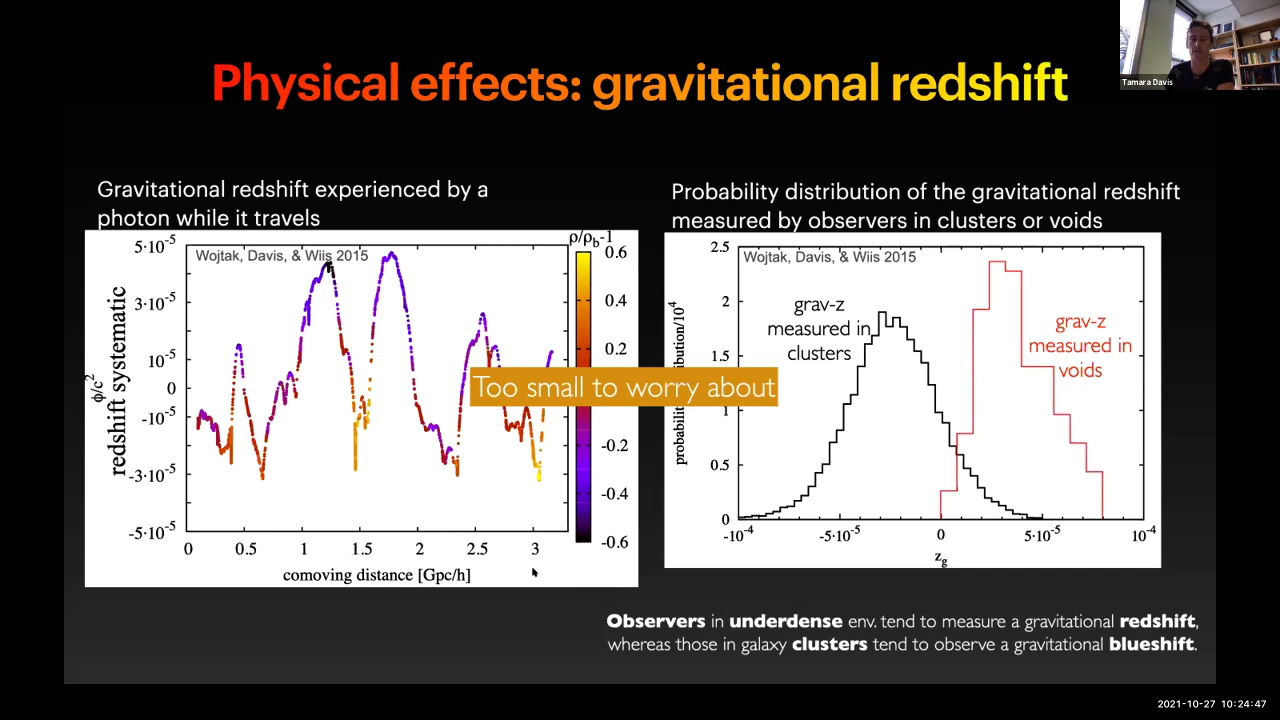 Physical effects: gravitational redshift
Tamara Davis
Gravitational redshift experienced by a
photon while it travels
Probability distribution of the gravitational redshift
measured by observers in clusters or voids
Wojtak, Davis, & Wiis 2015
ρ/ρb-1
5·10-5
3·10-5
10-5
0
-10-5
-3·10-5
-5·10-5
ϕ/c2
redshift systematic
0 0.5 1 1.5 2 2.5 3
comoving distance [Gpc/h]
0.6
0.4
0.2
-0.2
-0.4
-0.6
Too small to worry about
Wojtak, Davis, & Wiis 2015
2.5
2
1.5
1
0.5
0
grav-z
measured in
clusters
grav-z
measured in
voids
-10-4 -5·10-5 0 5·10-5 10-4
zg
Observers in underdense env. tend to measure a gravitational redshift,
whereas those in galaxy clusters tend to observe a gravitational blueshift.
2021-10-27 10:24:47